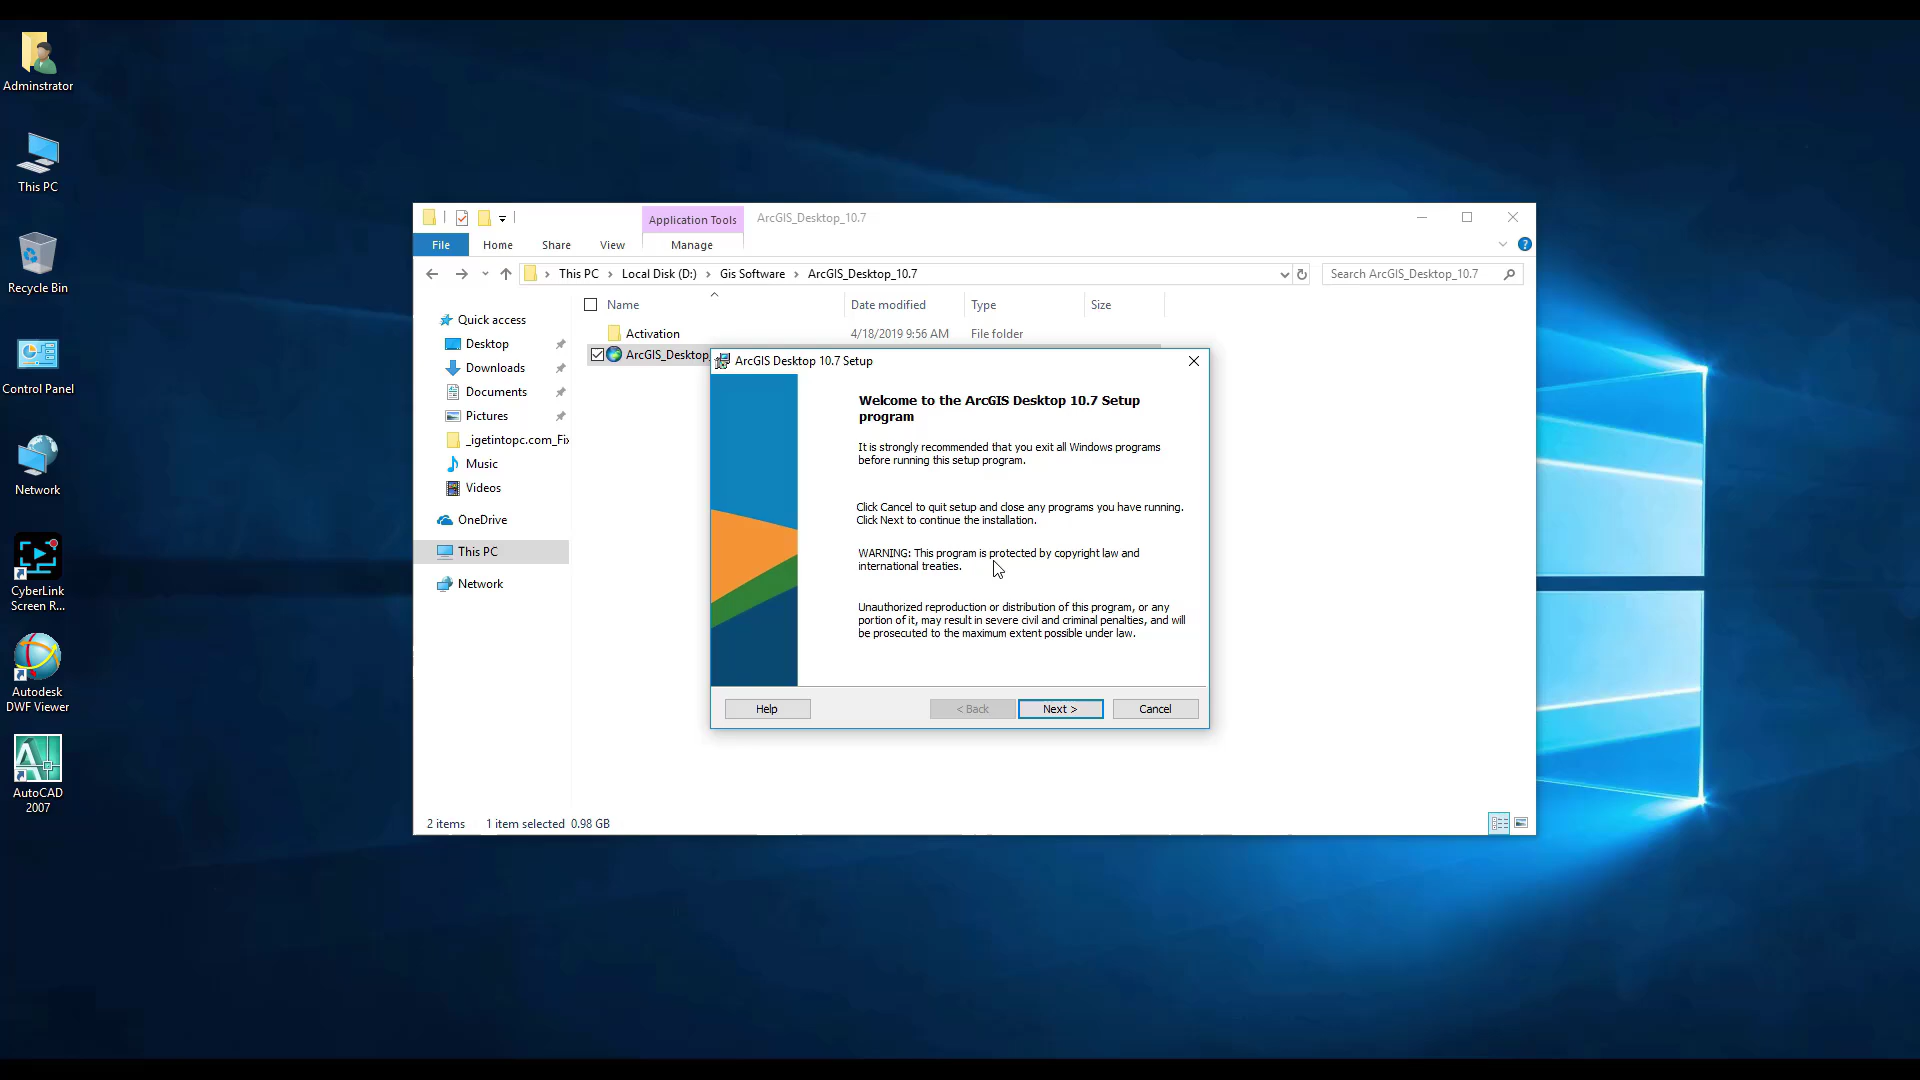 Adminstrator
This PC
Recycle Bin
Control Panel
Network
CyberLink
Screen R...
Autodesk
DWF Viewer
AutoCAD
2007
Application Tools
ArcGIS_Desktop_10.7
File
Home
Share
View
Manage
This PC
Local Disk (D:)
Gis Software
ArcGIS_Desktop_10.7
Search ArcGIS_Desktop_10.7
Name
Date modified
Type
Size
Activation
4/18/2019 9:56 AM
File folder
ArcGIS_Desktop_
Quick access
Desktop
Downloads
Documents
Pictures
_igetintopc.com_Fix
Music
Videos
OneDrive
This PC
Network
ArcGIS Desktop 10.7 Setup
Welcome to the ArcGIS Desktop 10.7 Setup
program
It is strongly recommended that you exit all Windows programs
before running this setup program.
Click Cancel to quit setup and close any programs you have running.
Click Next to continue the installation.
WARNING: This program is protected by copyright law and
international treaties.
Unauthorized reproduction or distribution of this program, or any
portion of it, may result in severe civil and criminal penalties, and will
be prosecuted to the maximum extent possible under law.
Help
< Back
Next >
Cancel
2 items
1 item selected 0.98 GB